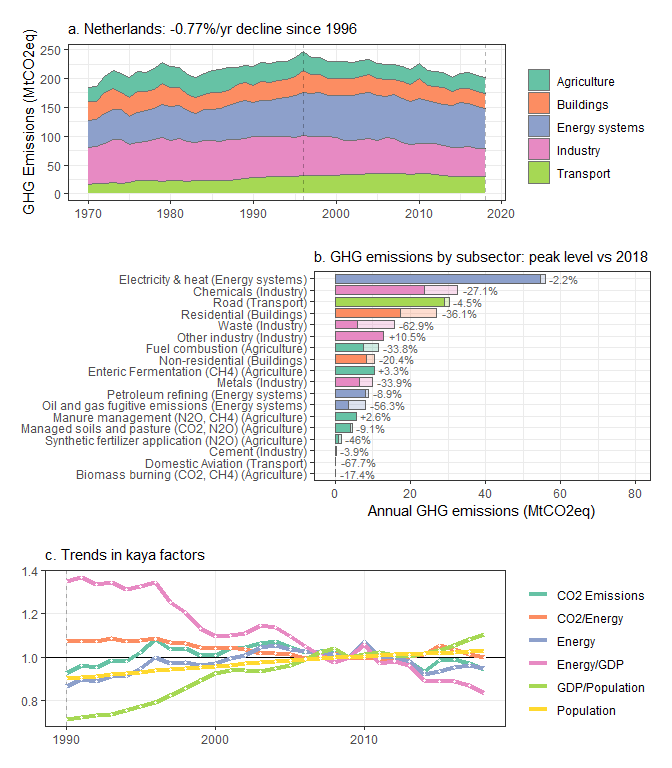 a. Netherlands: -0.77%/yr decline since 1996
GHG Emissions (MtCO2eq)
250
200
150
100
50
0
1970
1980
1990
2000
2010
2020
Agriculture
Buildings
Energy systems
Industry
Transport
b. GHG emissions by subsector: peak level vs 2018
Electricity & heat (Energy systems) -2.2%
Chemicals (Industry) -27.1%
Road (Transport) -4.5%
Residential (Buildings) -36.1%
Waste (Industry) -62.9%
Other industry (Industry) +10.5%
Fuel combustion (Agriculture) -33.8%
Non-residential (Buildings) -20.4%
Enteric Fermentation (CH4) (Agriculture) +3.3%
Metals (Industry) -33.9%
Petroleum refining (Energy systems) -8.9%
Oil and gas fugitive emissions (Energy systems) -56.3%
Manure management (N2O, CH4) (Agriculture) +2.6%
Managed soils and pasture (CO2, N2O) (Agriculture) -9.1%
Synthetic fertilizer application (N2O) (Agriculture) -46%
Cement (Industry) -3.9%
Domestic Aviation (Transport) -67.7%
Biomass burning (CO2, CH4) (Agriculture) -17.4%
0
20
40
60
80
Annual GHG emissions (MtCO2eq)
c. Trends in kaya factors
1.4
1.2
1.0
0.8
1990
2000
2010
CO2 Emissions
CO2/Energy
Energy
Energy/GDP
GDP/Population
Population